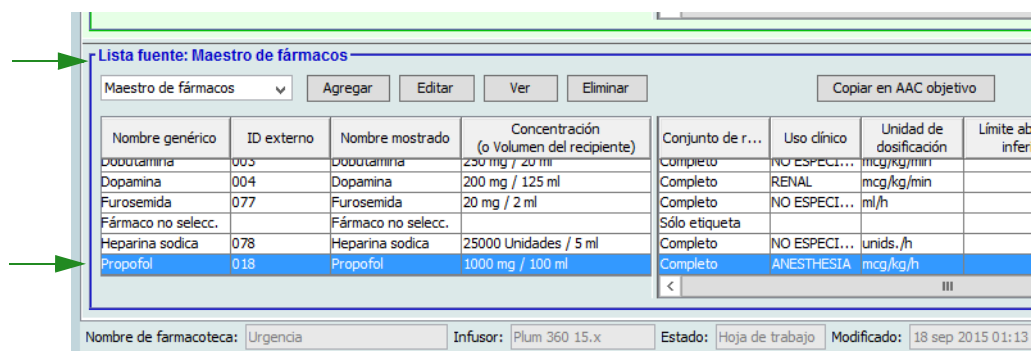 Lista fuente: Maestro de fármacos
Maestro de fármacos Agregar Editar Ver Eliminar Copiar en AAC objetivo
Nombre genérico ID externo Nombre mostrado Concentración (o Volumen del recipiente) Conjunto de r... Uso clínico Unidad de dosificación Límite ab inferi
Dobutamina 003 Dobutamina 250 mg / 20 ml Completo NO ESPECI... mcg/kg/min
Dopamina 004 Dopamina 200 mg / 125 ml Completo RENAL mcg/kg/min
Furosemida 077 Furosemida 20 mg / 2 ml Completo NO ESPECI... ml/h
Fármaco no selecc. Fármaco no selecc. Sólo etiqueta
Heparina sodica 078 Heparina sodica 25000 Unidades / 5 ml Completo NO ESPECI... unids./h
Propofol 018 Propofol 1000 mg / 100 ml Completo ANESTHESIA mcg/kg/h
Nombre de farmacoteca: Urgencia Infusor: Plum 360 15.x Estado: Hoja de trabajo Modificado: 18 sep 2015 01:13